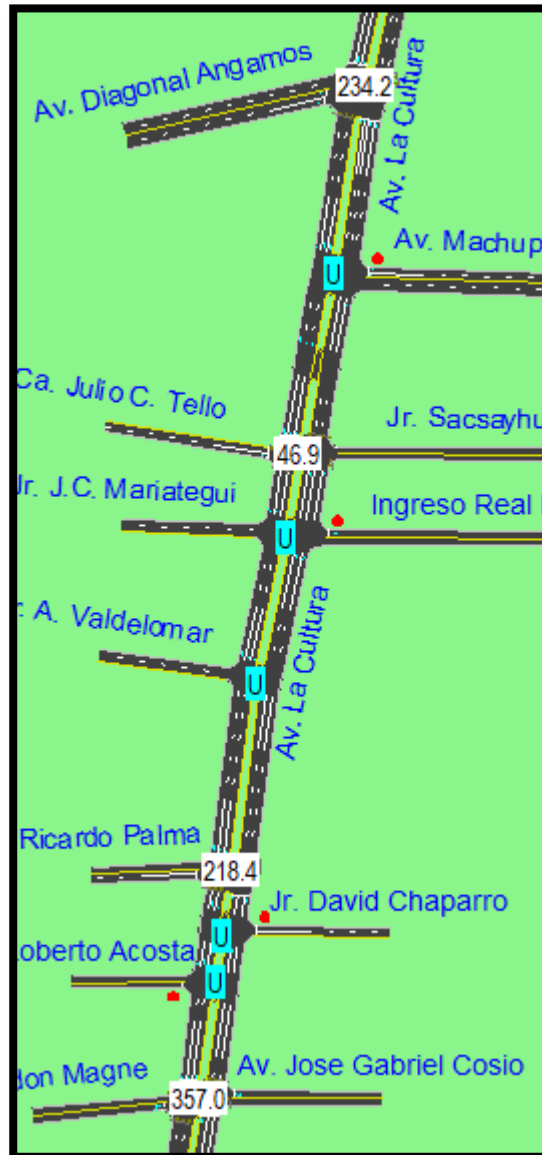 Av. Diagonal Angamos
234.2
Av. La Cultura
Av. Machup
U
Ca. Julio C. Tello
Jr. Sacsayhu
46.9
Jr. J.C. Mariategui
Ingreso Real
U
r. A. Valdelomar
U
Av. La Cultura
Ricardo Palma
218.4
Jr. David Chaparro
U
oberto Acosta
U
don Magne
Av. Jose Gabriel Cosio
357.0